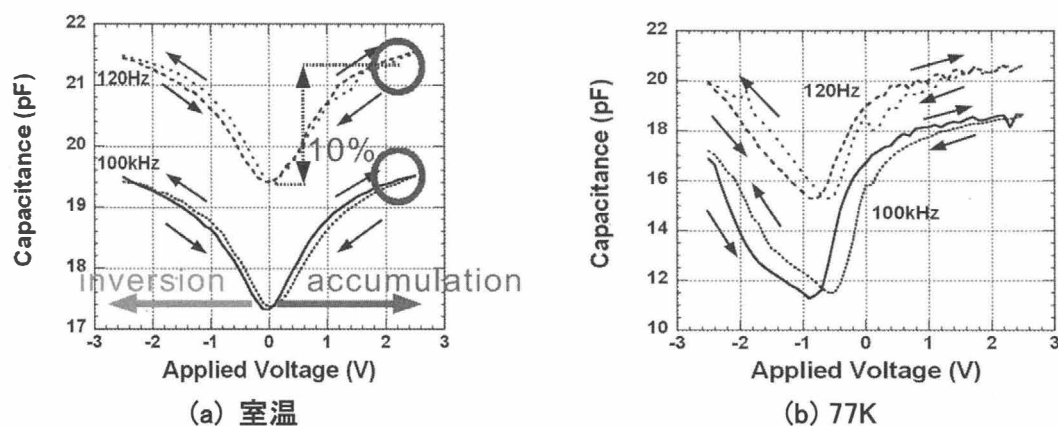 22
21
20
19
18
17
Capacitance (pF)
120Hz
100kHz
10%
inversion
accumulation
-3
-2
-1
0
1
2
3
Applied Voltage (V)
(a) 室温
22
20
18
16
14
12
10
Capacitance (pF)
120Hz
100kHz
-3
-2
-1
0
1
2
3
Applied Voltage (V)
(b) 77K